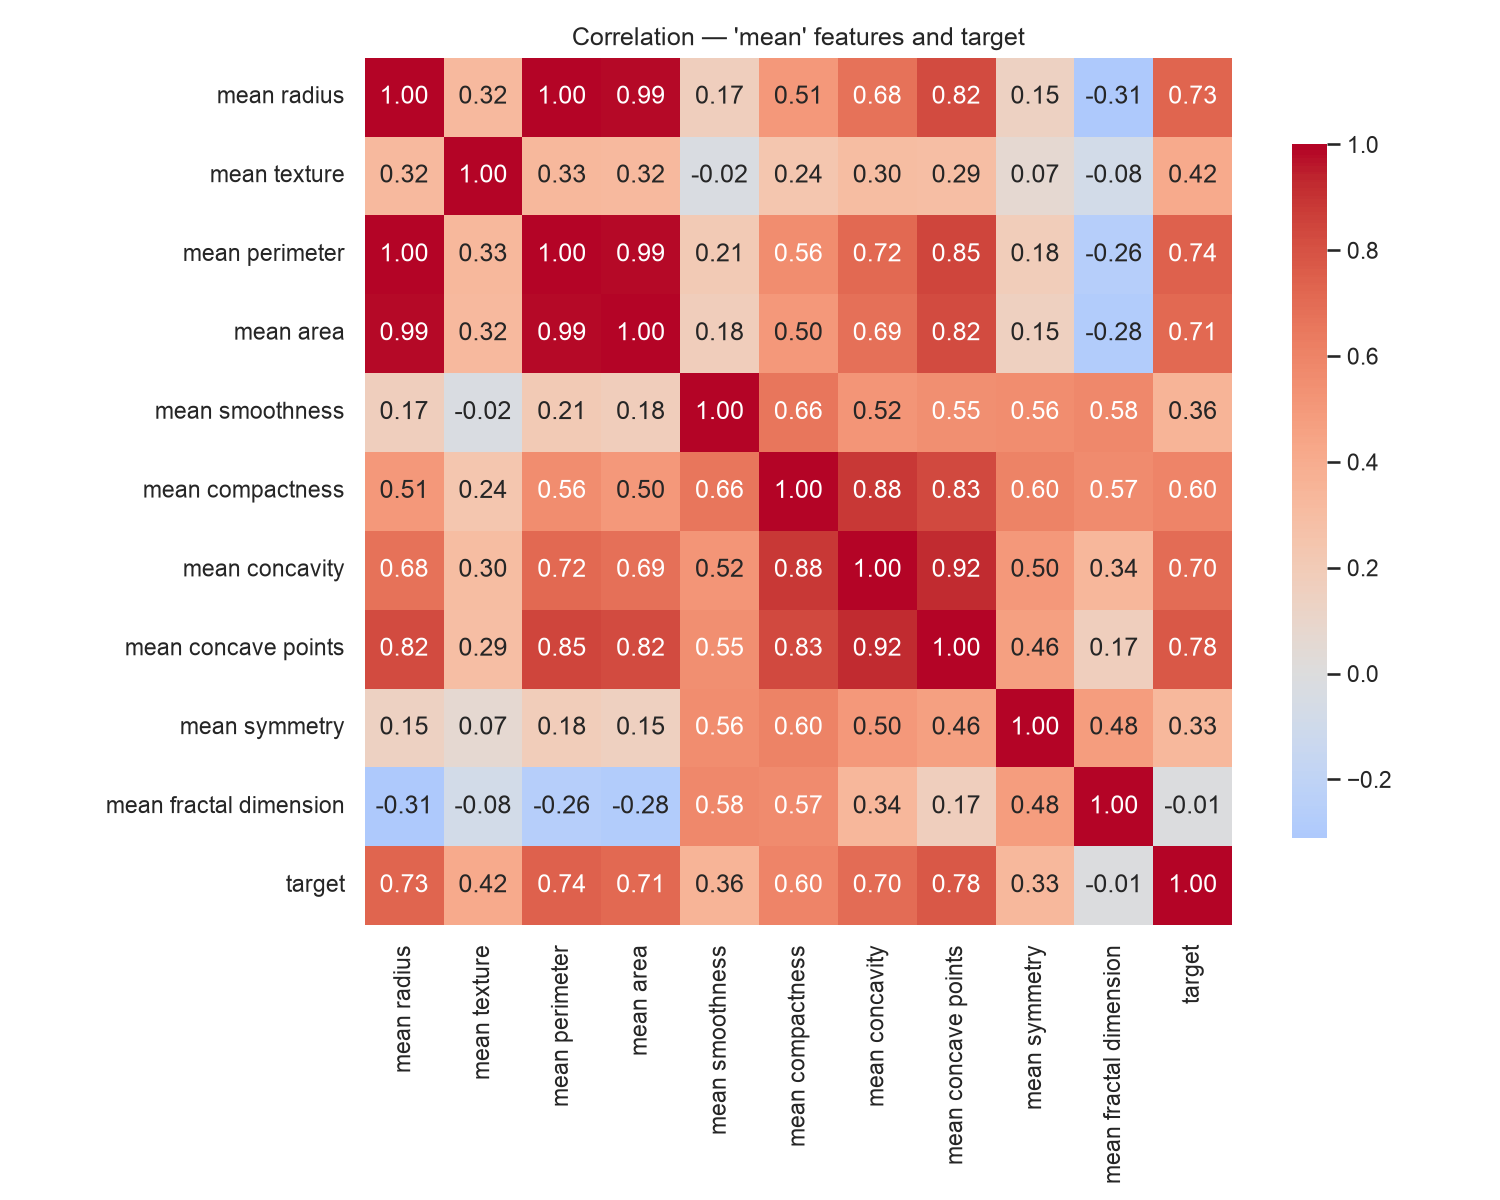 Correlation — 'mean' features and target
mean radius 1.00 0.32 1.00 0.99 0.17 0.51 0.68 0.82 0.15 -0.31 0.73
mean texture 0.32 1.00 0.33 0.32 -0.02 0.24 0.30 0.29 0.07 -0.08 0.42
mean perimeter 1.00 0.33 1.00 0.99 0.21 0.56 0.72 0.85 0.18 -0.26 0.74
mean area 0.99 0.32 0.99 1.00 0.18 0.50 0.69 0.82 0.15 -0.28 0.71
mean smoothness 0.17 -0.02 0.21 0.18 1.00 0.66 0.52 0.55 0.56 0.58 0.36
mean compactness 0.51 0.24 0.56 0.50 0.66 1.00 0.88 0.83 0.60 0.57 0.60
mean concavity 0.68 0.30 0.72 0.69 0.52 0.88 1.00 0.92 0.50 0.34 0.70
mean concave points 0.82 0.29 0.85 0.82 0.55 0.83 0.92 1.00 0.46 0.17 0.78
mean symmetry 0.15 0.07 0.18 0.15 0.56 0.60 0.50 0.46 1.00 0.48 0.33
mean fractal dimension -0.31 -0.08 -0.26 -0.28 0.58 0.57 0.34 0.17 0.48 1.00 -0.01
target 0.73 0.42 0.74 0.71 0.36 0.60 0.70 0.78 0.33 -0.01 1.00
mean radius
mean texture
mean perimeter
mean area
mean smoothness
mean compactness
mean concavity
mean concave points
mean symmetry
mean fractal dimension
target
1.0
0.8
0.6
0.4
0.2
0.0
−0.2